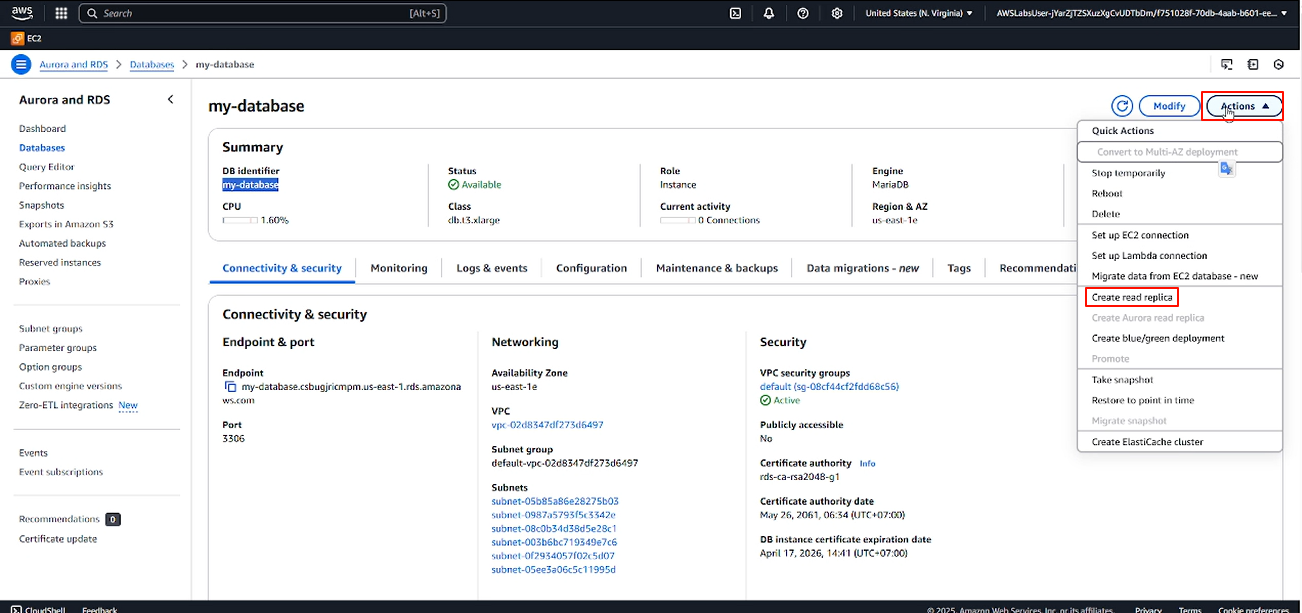 aws Search [Alt+S] United States (N. Virginia) AWSLabsUser-jYarZjTZSXuzXgCvUDTbDm/f751028f-70db-4aab-b601-ee...
EC2
Aurora and RDS > Databases > my-database
Aurora and RDS
Dashboard
Databases
Query Editor
Performance insights
Snapshots
Exports in Amazon S3
Automated backups
Reserved instances
Proxies
Subnet groups
Parameter groups
Option groups
Custom engine versions
Zero-ETL integrations New
Events
Event subscriptions
Recommendations 0
Certificate update
my-database
Modify
Actions
Summary
DB identifier
my-database
Status
Available
Role
Instance
Engine
MariaDB
CPU
1.60%
Class
db.t3.xlarge
Current activity
0 Connections
Region & AZ
us-east-1e
Connectivity & security
Monitoring
Logs & events
Configuration
Maintenance & backups
Data migrations - new
Tags
Recommendati
Connectivity & security
Endpoint & port
Endpoint
my-database.csbugjricmpm.us-east-1.rds.amazona
ws.com
Port
3306
Networking
Availability Zone
us-east-1e
VPC
vpc-02d8347df273d6497
Subnet group
default-vpc-02d8347df273d6497
Subnets
subnet-05b85a86e28275b03
subnet-0987a5793f5c3342e
subnet-08c0b34d38d5e28c1
subnet-003b6bc719349e7c6
subnet-0f2934057f02c5d07
subnet-05ee3a06c5c11995d
Security
VPC security groups
default (sg-08cf44cf2fdd68c56)
Active
Publicly accessible
No
Certificate authority Info
rds-ca-rsa2048-g1
Certificate authority date
May 26, 2061, 06:34 (UTC+07:00)
DB instance certificate expiration date
April 17, 2026, 14:41 (UTC+07:00)
Quick Actions
Convert to Multi-AZ deployment
Stop temporarily
Reboot
Delete
Set up EC2 connection
Set up Lambda connection
Migrate data from EC2 database - new
Create read replica
Create Aurora read replica
Create blue/green deployment
Promote
Take snapshot
Restore to point in time
Migrate snapshot
Create ElastiCache cluster
CloudShell Feedback © 2025, Amazon Web Services, Inc. or its affiliates. Privacy Terms Cookie preferences